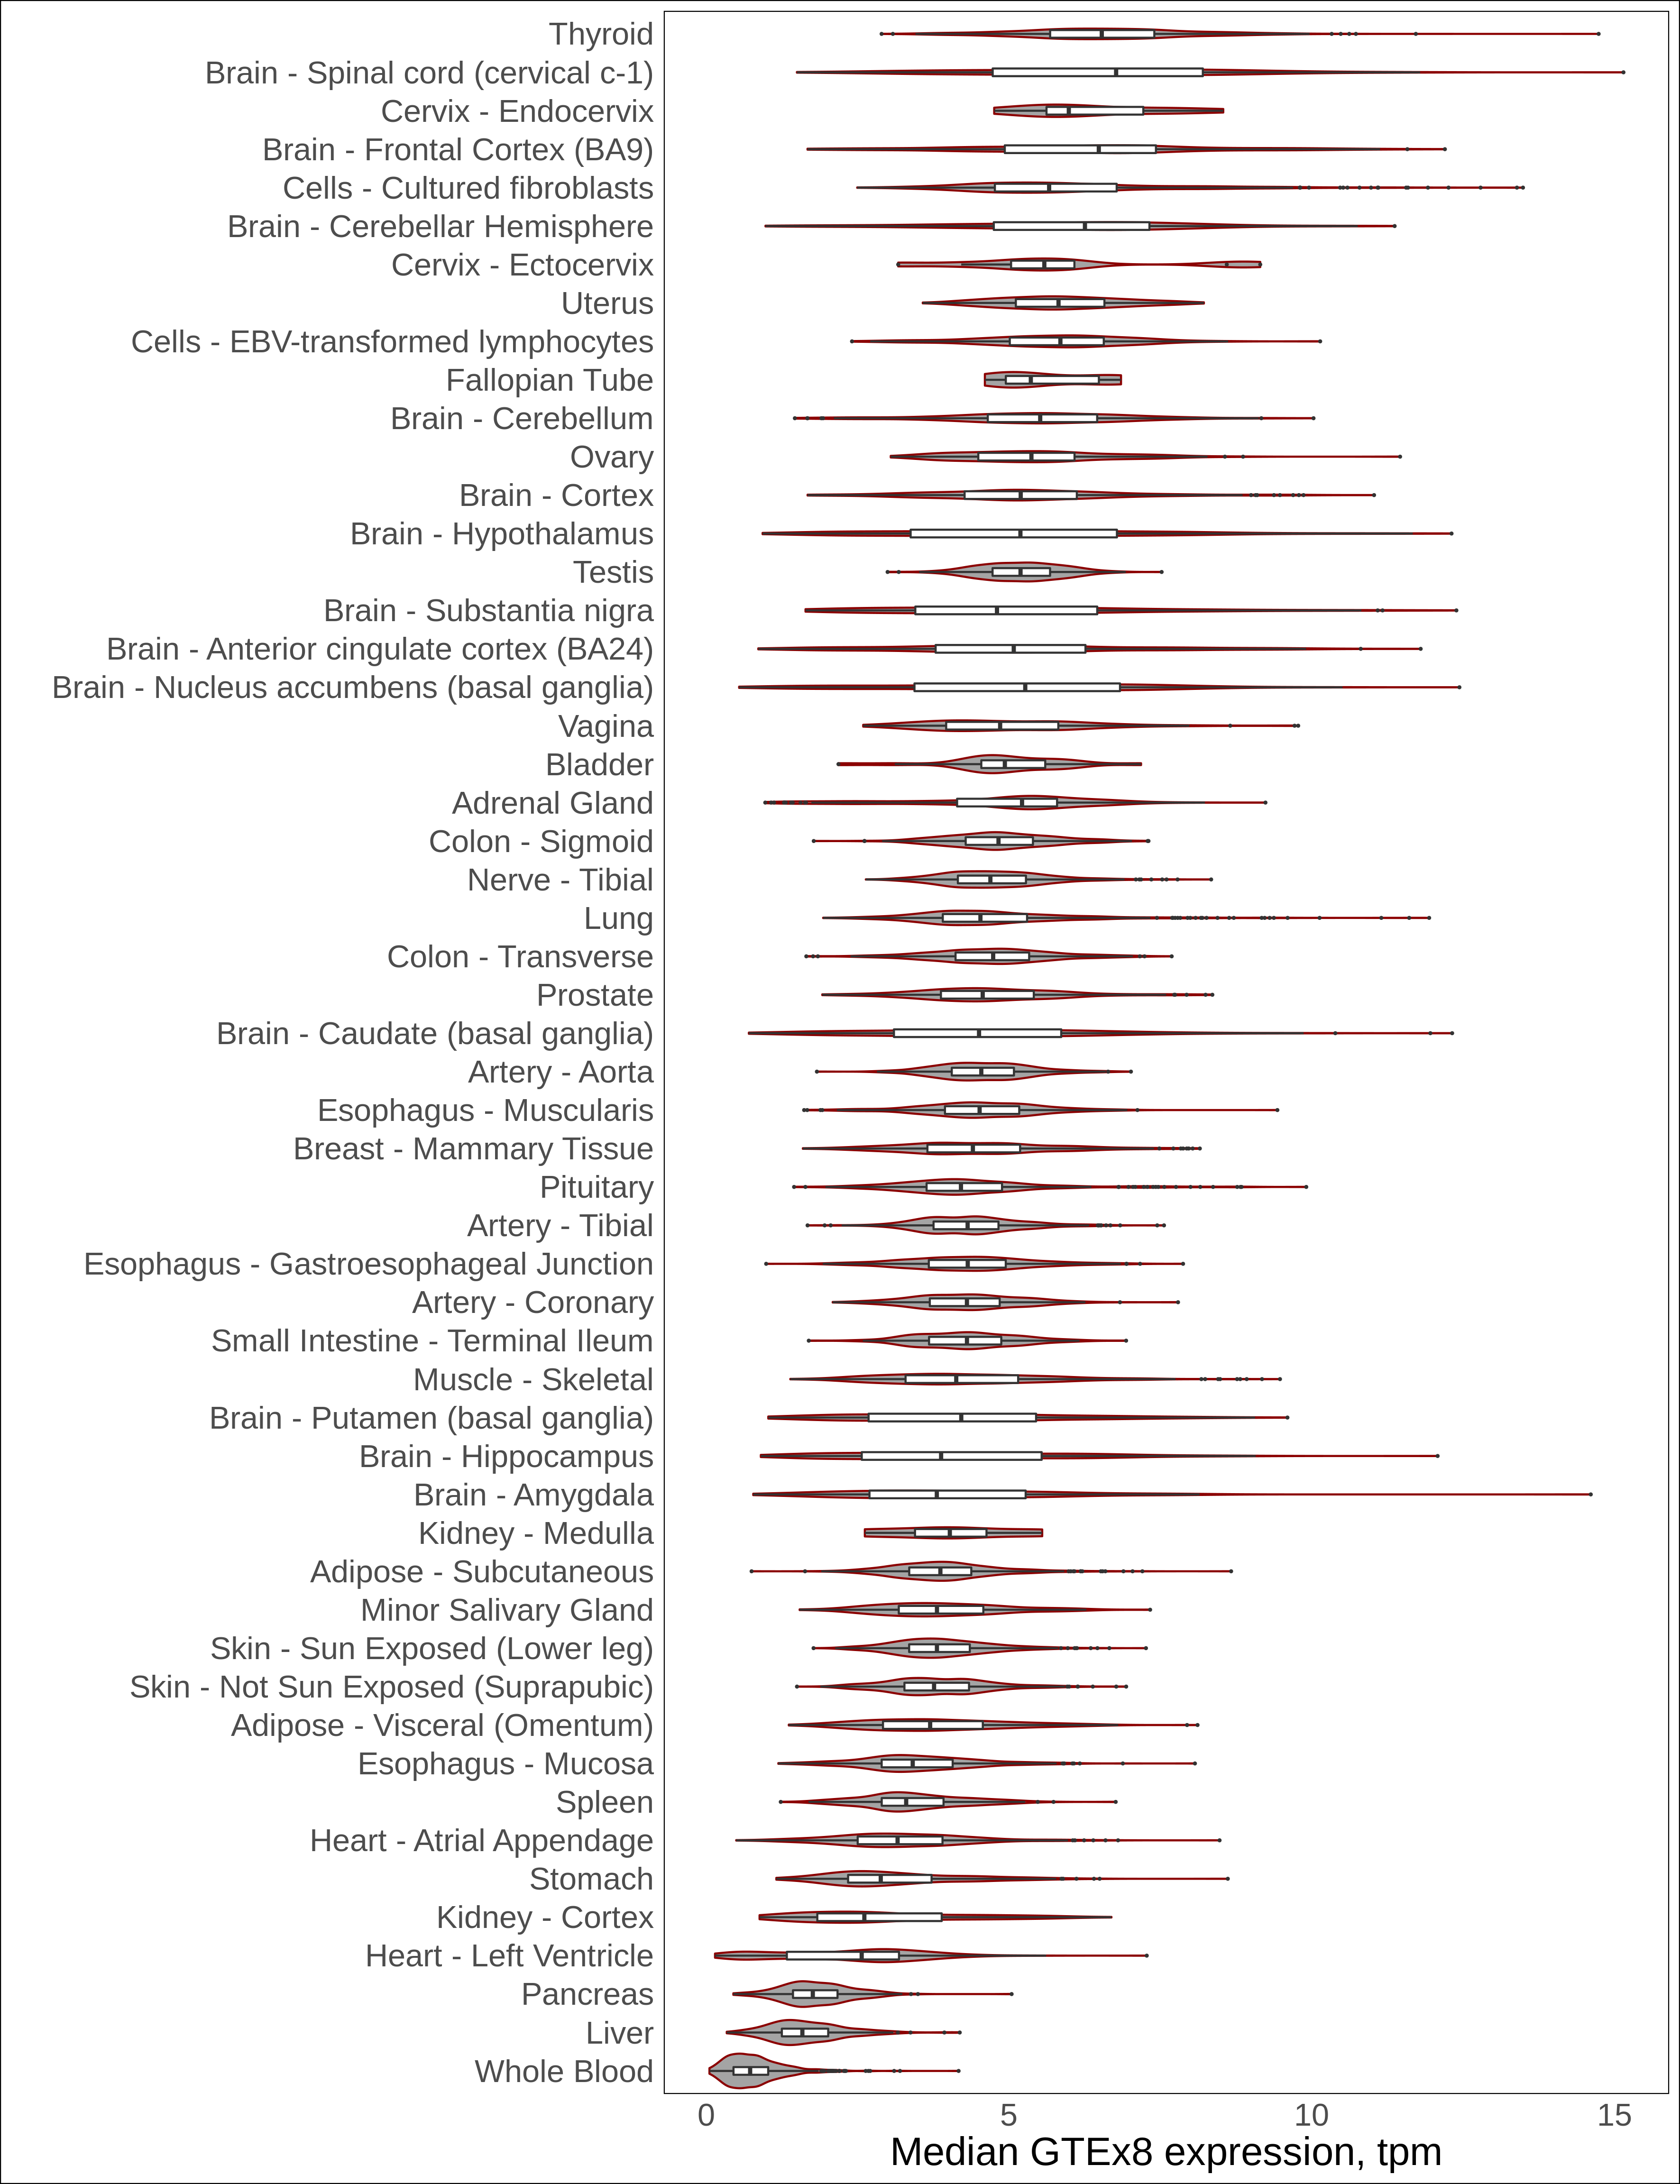 Thyroid
Brain - Spinal cord (cervical c-1)
Cervix - Endocervix
Brain - Frontal Cortex (BA9)
Cells - Cultured fibroblasts
Brain - Cerebellar Hemisphere
Cervix - Ectocervix
Uterus
Cells - EBV-transformed lymphocytes
Fallopian Tube
Brain - Cerebellum
Ovary
Brain - Cortex
Brain - Hypothalamus
Testis
Brain - Substantia nigra
Brain - Anterior cingulate cortex (BA24)
Brain - Nucleus accumbens (basal ganglia)
Vagina
Bladder
Adrenal Gland
Colon - Sigmoid
Nerve - Tibial
Lung
Colon - Transverse
Prostate
Brain - Caudate (basal ganglia)
Artery - Aorta
Esophagus - Muscularis
Breast - Mammary Tissue
Pituitary
Artery - Tibial
Esophagus - Gastroesophageal Junction
Artery - Coronary
Small Intestine - Terminal Ileum
Muscle - Skeletal
Brain - Putamen (basal ganglia)
Brain - Hippocampus
Brain - Amygdala
Kidney - Medulla
Adipose - Subcutaneous
Minor Salivary Gland
Skin - Sun Exposed (Lower leg)
Skin - Not Sun Exposed (Suprapubic)
Adipose - Visceral (Omentum)
Esophagus - Mucosa
Spleen
Heart - Atrial Appendage
Stomach
Kidney - Cortex
Heart - Left Ventricle
Pancreas
Liver
Whole Blood
0 5 10 15
Median GTEx8 expression, tpm